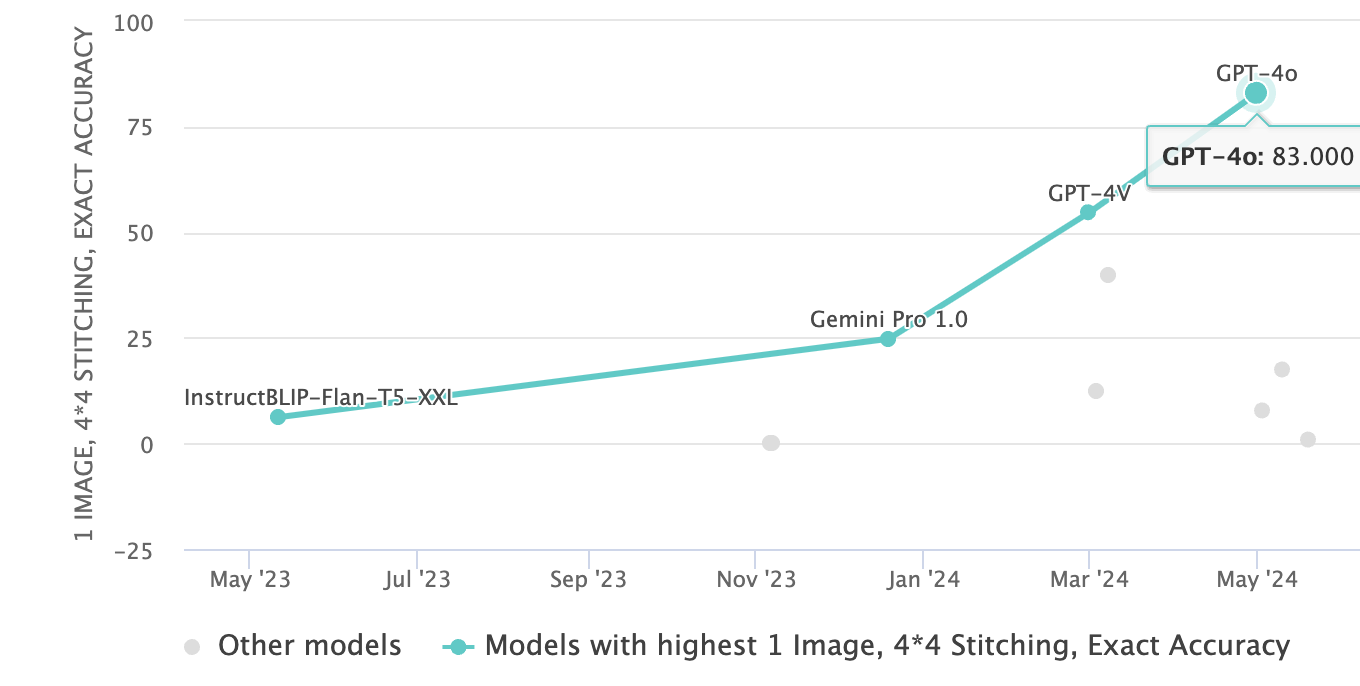 1 IMAGE, 4*4 STITCHING, EXACT ACCURACY
100
75
50
25
0
-25
GPT-4o
GPT-4o: 83.000
GPT-4V
Gemini Pro 1.0
InstructBLIP-Flan-T5-XXL
May '23
Jul '23
Sep '23
Nov '23
Jan '24
Mar '24
May '24
Other models
Models with highest 1 Image, 4*4 Stitching, Exact Accuracy